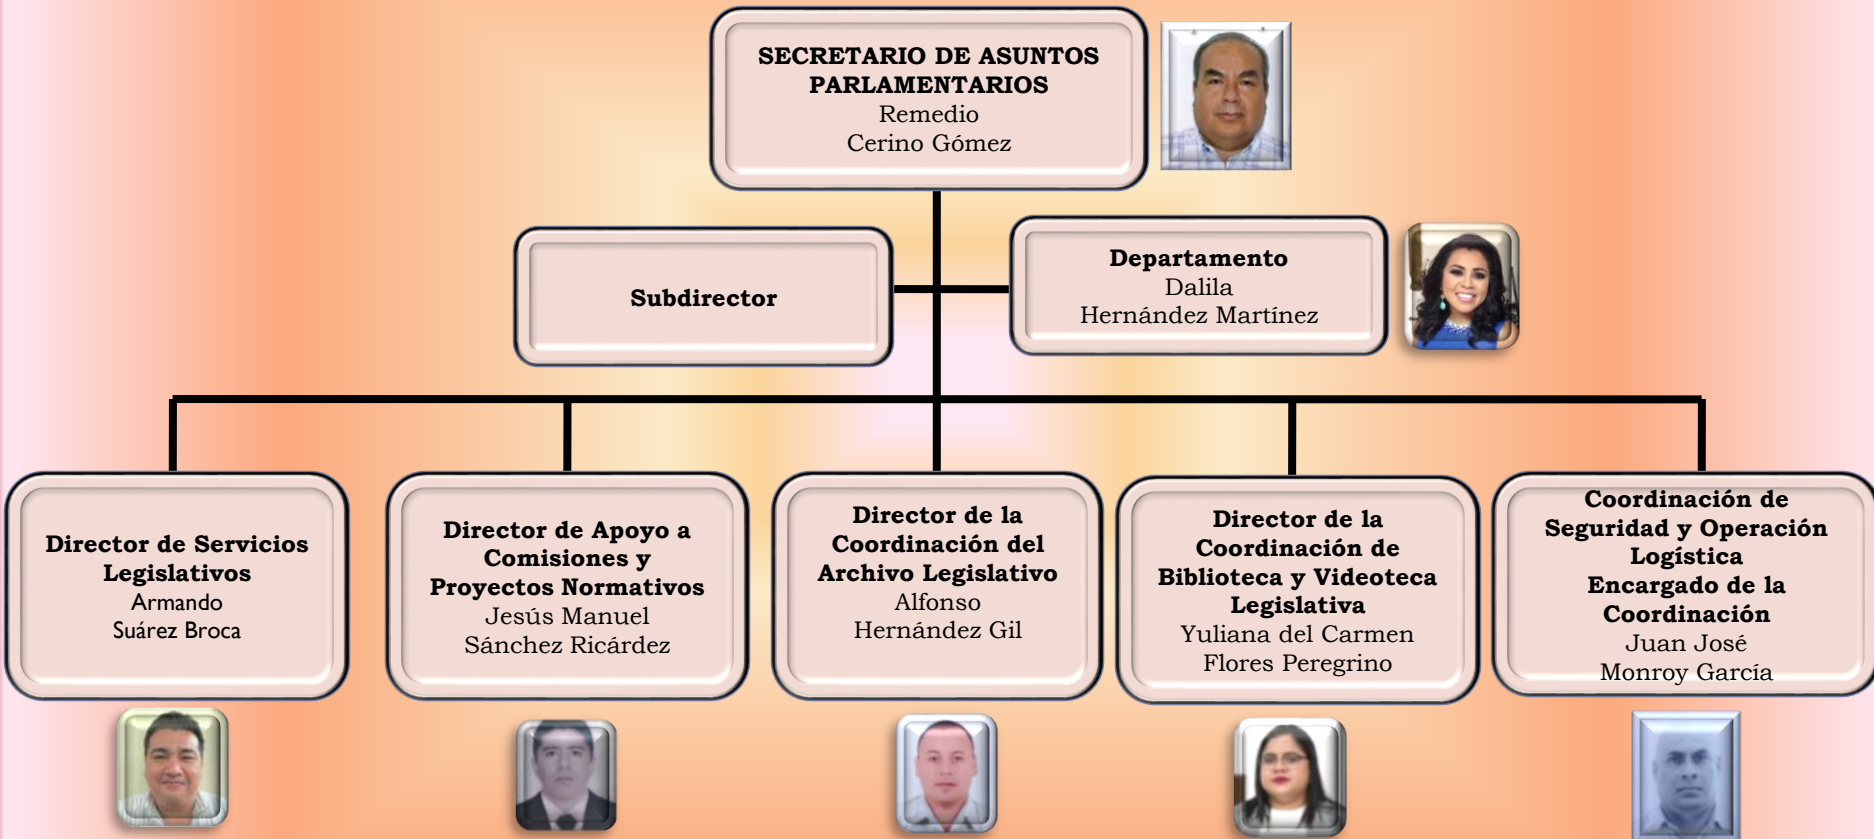 SECRETARIO DE ASUNTOS
PARLAMENTARIOS
Remedio
Cerino Gómez
Subdirector
Departamento
Dalila
Hernández Martínez
Director de Servicios
Legislativos
Armando
Suárez Broca
Director de Apoyo a
Comisiones y
Proyectos Normativos
Jesús Manuel
Sánchez Ricárdez
Director de la
Coordinación del
Archivo Legislativo
Alfonso
Hernández Gil
Director de la
Coordinación de
Biblioteca y Videoteca
Legislativa
Yuliana del Carmen
Flores Peregrino
Coordinación de
Seguridad y Operación
Logística
Encargado de la
Coordinación
Juan José
Monroy García